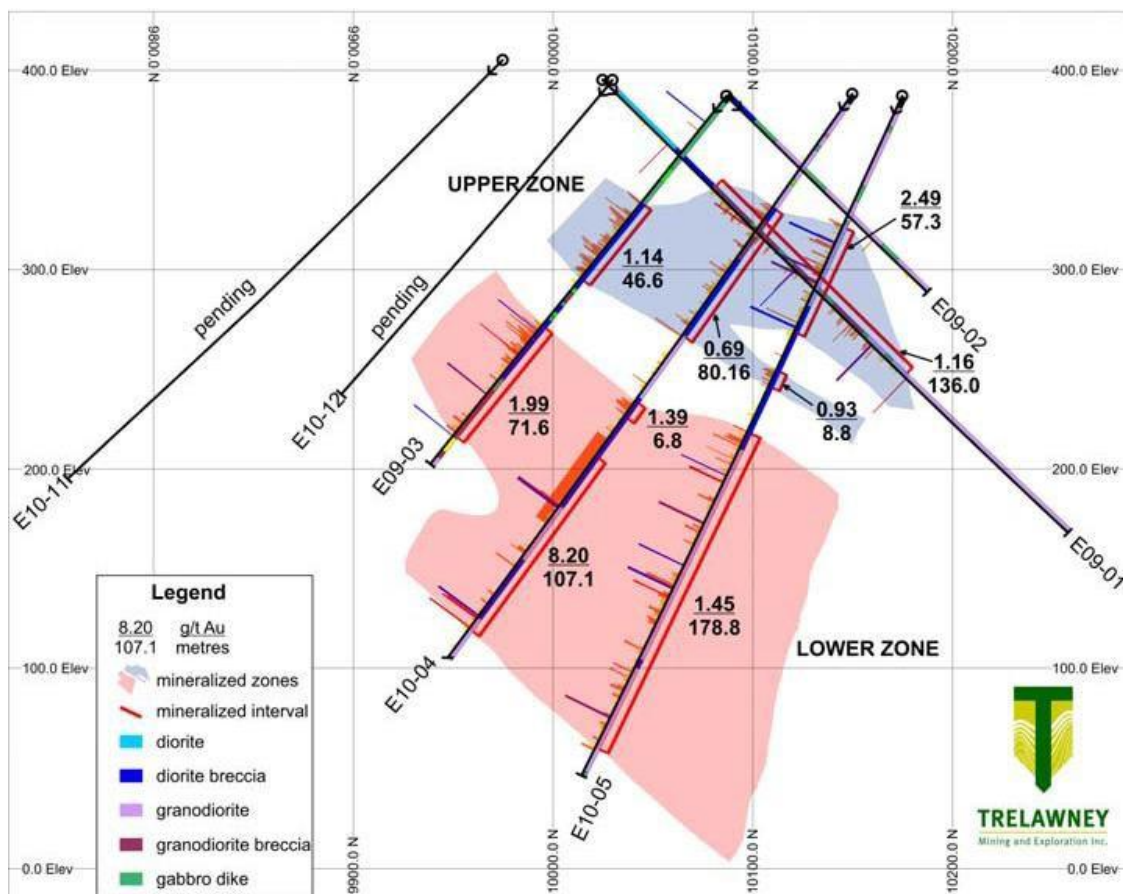 9800.0 N
9900.0 N
10000.0 N
10100.0 N
10200.0 N
400.0 Elev
400.0 Elev
UPPER ZONE
2.49
57.3
1.14
46.6
300.0 Elev
300.0 Elev
pending
pending
E09-02
0.69
80.16
1.16
136.0
0.93
8.8
E10-12
1.99
71.6
1.39
6.8
E09-03
200.0 Elev
200.0 Elev
E10-11
E09-01
8.20
107.1
1.45
178.8
LOWER ZONE
E10-04
100.0 Elev
100.0 Elev
E10-05
Legend
8.20 g/t Au
107.1 metres
mineralized zones
mineralized interval
diorite
diorite breccia
granodiorite
granodiorite breccia
gabbro dike
TRELAWNEY
Mining and Exploration Inc.
0.0 Elev
0.0 Elev
9900.0 N
10000.0 N
10100.0 N
10200.0 N